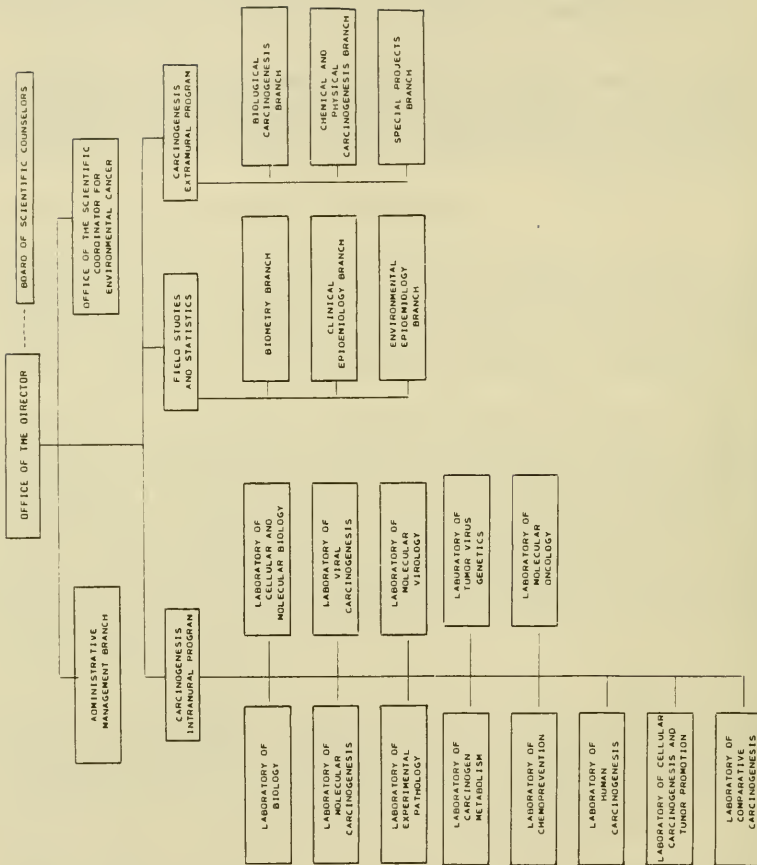 OFFICE OF THE DIRECTOR
BOARD OF SCIENTIFIC COUNSELORS
ADMINISTRATIVE
MANAGEMENT BRANCH
OFFICE OF THE SCIENTIFIC
COORDINATOR FOR
ENVIRONMENTAL CANCER
CARCINOGENESIS
INTRAMURAL PROGRAM
FIELD STUDIES
AND STATISTICS
CARCINOGENESIS
EXTRAMURAL PROGRAM
LABORATORY OF
BIOLOGY
LABORATORY OF
CELLULAR AND
MOLECULAR BIOLOGY
BIOMETRY BRANCH
BIOLOGICAL
CARCINOGENESIS
BRANCH
LABORATORY OF
MOLECULAR
CARCINOGENESIS
LABORATORY OF
VIRAL
CARCINOGENESIS
CLINICAL
EPIDEMIOLOGY BRANCH
CHEMICAL AND
PHYSICAL
CARCINOGENESIS BRANCH
LABORATORY OF
EXPERIMENTAL
PATHOLOGY
LABORATORY OF
MOLECULAR
VIROLOGY
ENVIRONMENTAL
EPIDEMIOLOGY
BRANCH
SPECIAL PROJECTS
BRANCH
LABORATORY OF
CARCINOGEN
METABOLISM
LABORATORY OF
TUMOR VIRUS
GENETICS
LABORATORY OF
CHEMOPREVENTION
LABORATORY OF
MOLECULAR
ONCOLOGY
LABORATORY OF
HUMAN
CARCINOGENESIS
LABORATORY OF CELLULAR
CARCINOGENESIS AND
TUMOR PROMOTION
LABORATORY OF
COMPARATIVE
CARCINOGENESIS